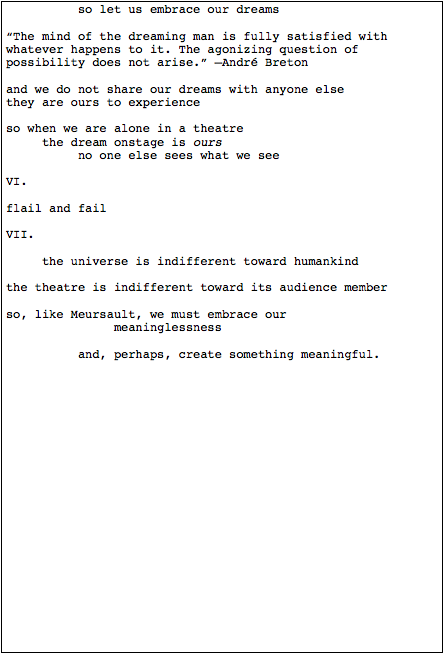 so let us embrace our dreams
“The mind of the dreaming man is fully satisfied with
whatever happens to it. The agonizing question of
possibility does not arise.” —André Breton
and we do not share our dreams with anyone else
they are ours to experience
so when we are alone in a theatre
the dream onstage is ours
no one else sees what we see
VI.
flail and fail
VII.
the universe is indifferent toward humankind
the theatre is indifferent toward its audience member
so, like Meursault, we must embrace our
meaninglessness
and, perhaps, create something meaningful.